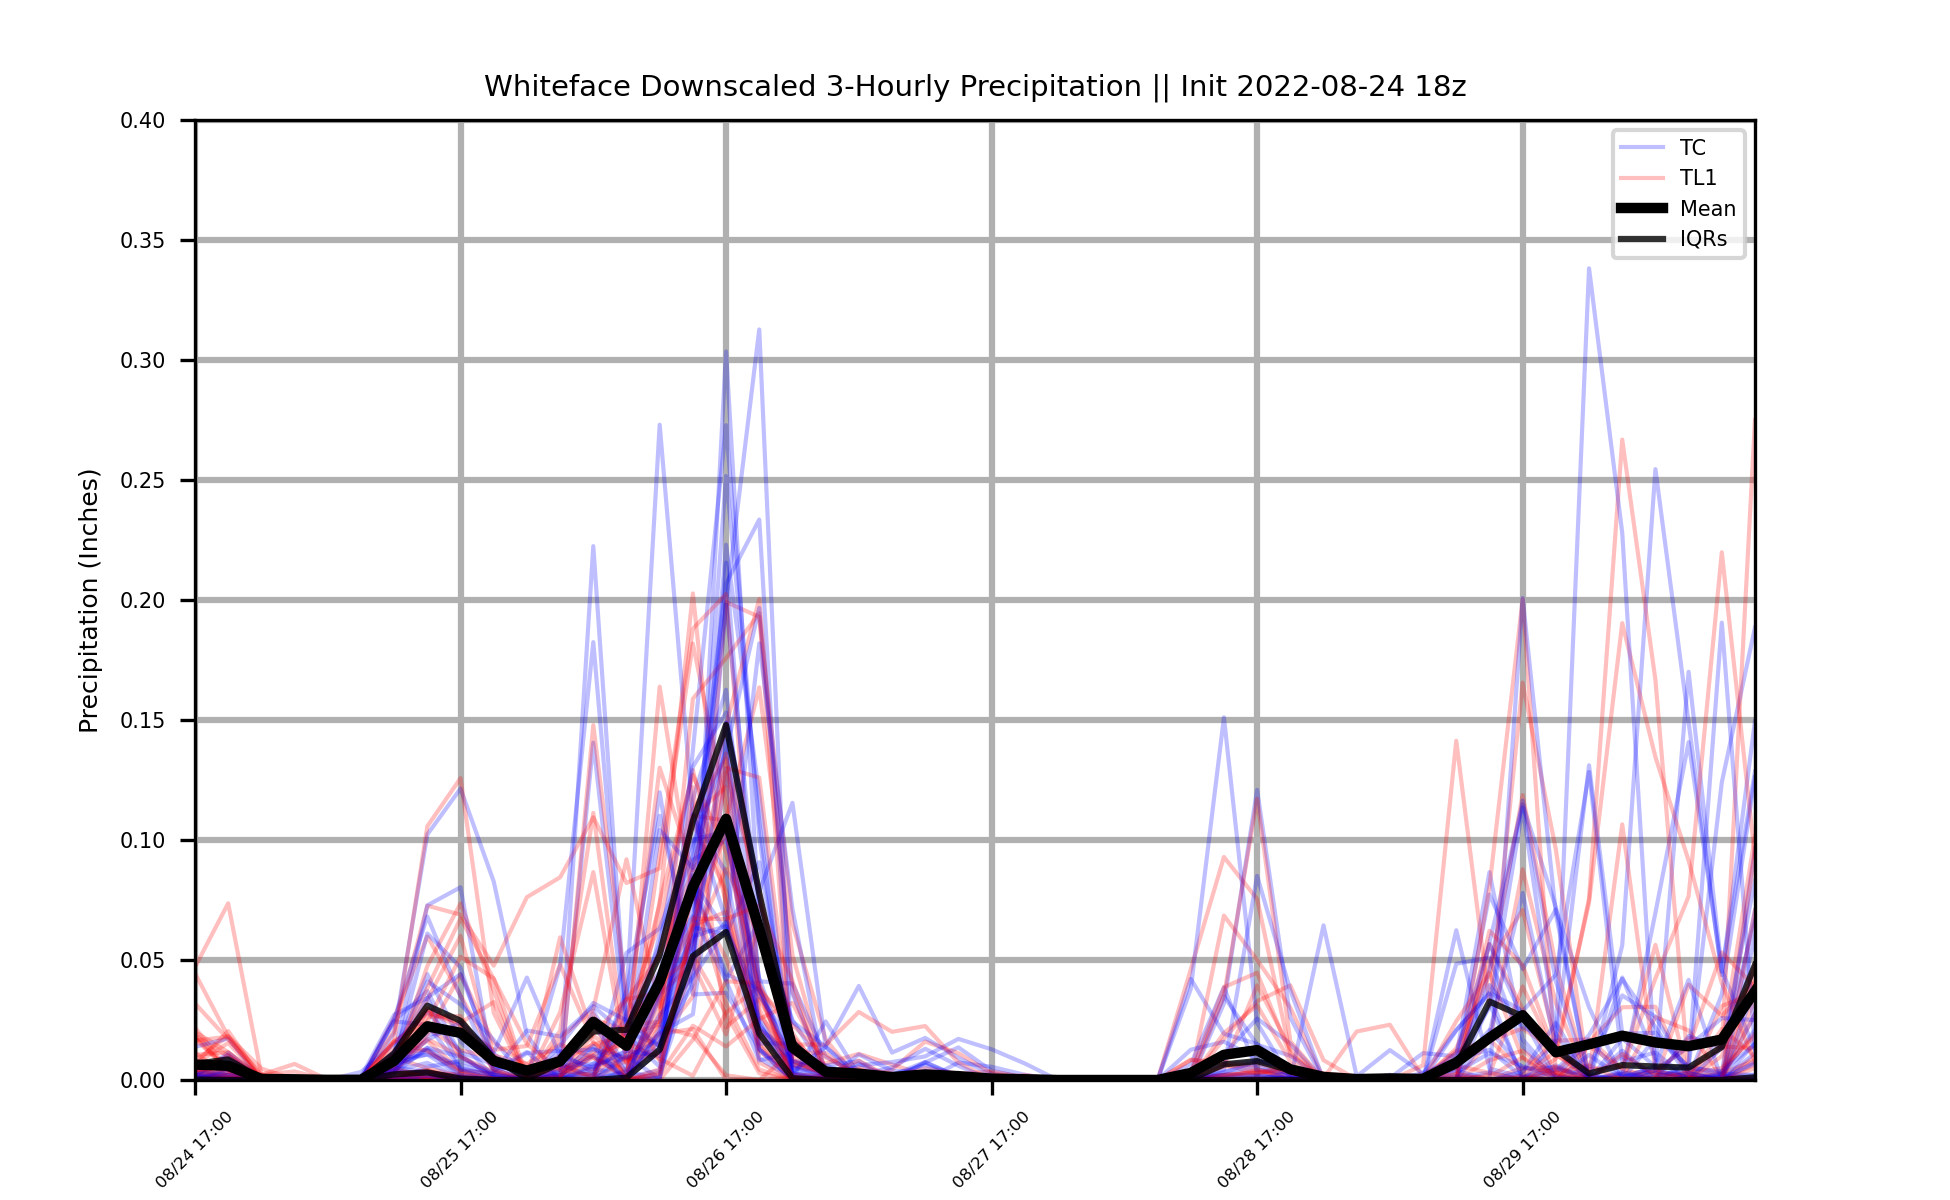 Whiteface Downscaled 3-Hourly Precipitation || Init 2022-08-24 18z
Precipitation (Inches)
0.40
0.35
0.30
0.25
0.20
0.15
0.10
0.05
0.00
TC
TL1
Mean
IQRs
08/24 17:00
08/25 17:00
08/26 17:00
08/27 17:00
08/28 17:00
08/29 17:00